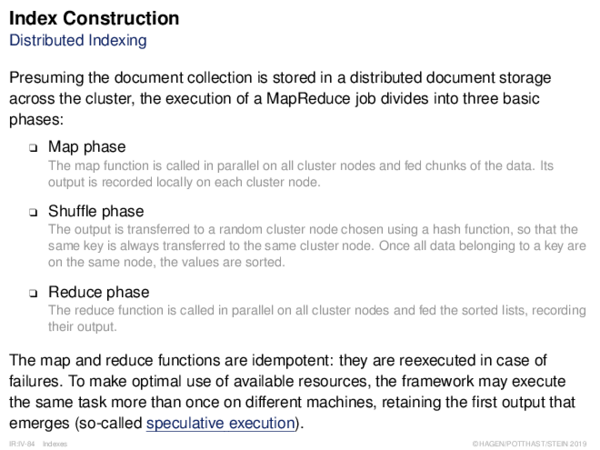 Index Construction
Distributed Indexing
Presuming the document collection is stored in a distributed document storage
across the cluster, the execution of a MapReduce job divides into three basic
phases:
❑ Map phase
The map function is called in parallel on all cluster nodes and fed chunks of the data. Its
output is recorded locally on each cluster node.
❑ Shuffle phase
The output is transferred to a random cluster node chosen using a hash function, so that the
same key is always transferred to the same cluster node. Once all data belonging to a key are
on the same node, the values are sorted.
❑ Reduce phase
The reduce function is called in parallel on all cluster nodes and fed the sorted lists, recording
their output.
The map and reduce functions are idempotent: they are reexecuted in case of
failures. To make optimal use of available resources, the framework may execute
the same task more than once on different machines, retaining the first output that
emerges (so-called speculative execution).
IR:IV-84 Indexes ©HAGEN/POTTHAST/STEIN 2019